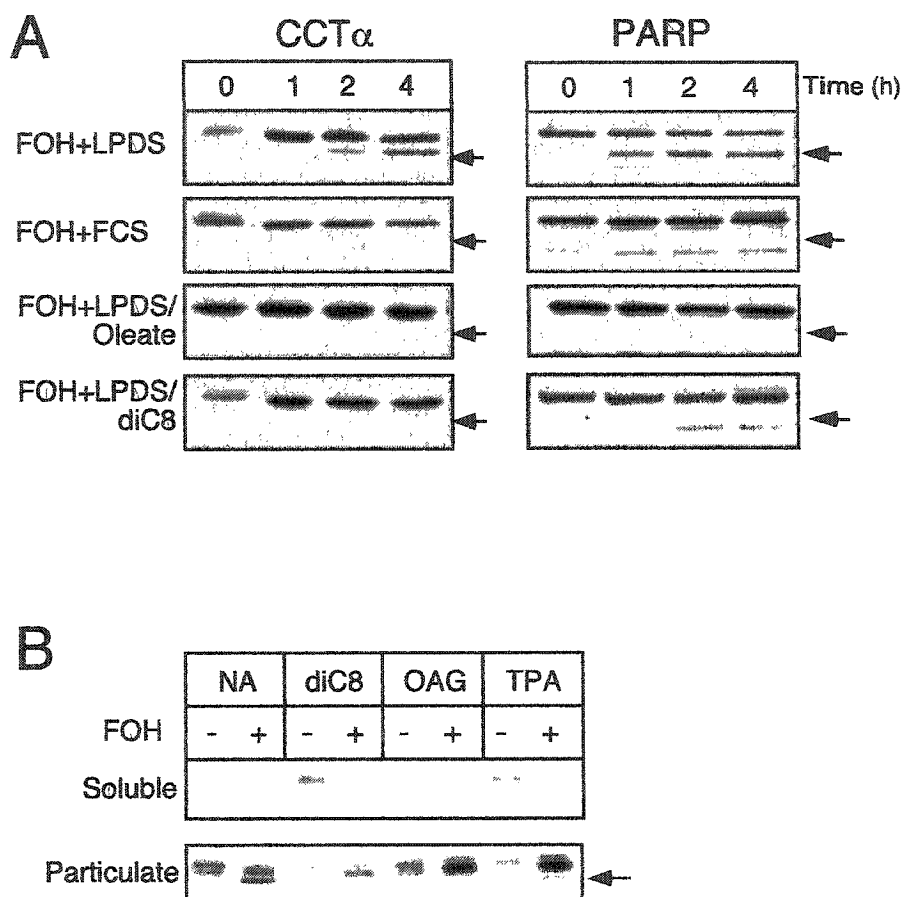 A
CCTα PARP
0 1 2 4 0 1 2 4 Time (h)
FOH+LPDS
FOH+FCS
FOH+LPDS/
Oleate
FOH+LPDS/
diC8
B
NA diC8 OAG TPA
FOH - + - + - + - +
Soluble
Particulate